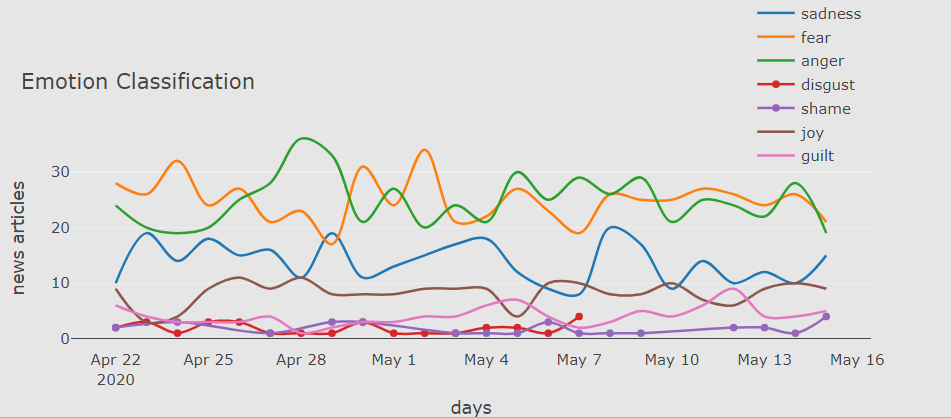 sadness
fear
anger
disgust
shame
joy
guilt
Emotion Classification
news articles
30
20
10
0
Apr 22 Apr 25 Apr 28 May 1 May 4 May 7 May 10 May 13 May 16
2020
days